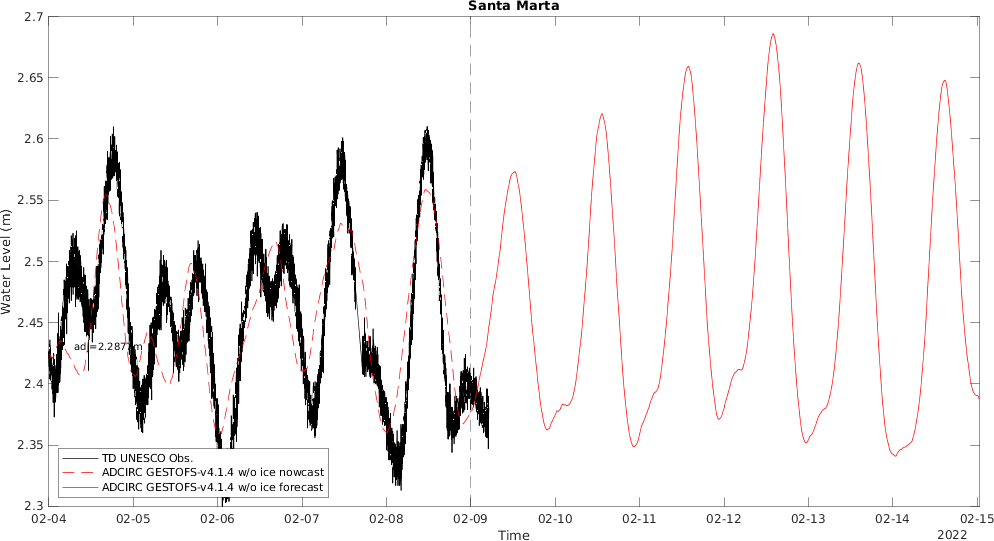 Santa Marta
2.7
2.65
2.6
2.55
2.5
2.45
2.4
2.35
2.3
Water Level (m)
adj=2.2877m
TD UNESCO Obs.
ADCIRC GESTOFS-v4.1.4 w/o ice nowcast
ADCIRC GESTOFS-v4.1.4 w/o ice forecast
02-04 02-05 02-06 02-07 02-08 02-09 02-10 02-11 02-12 02-13 02-14 02-15
Time
2022